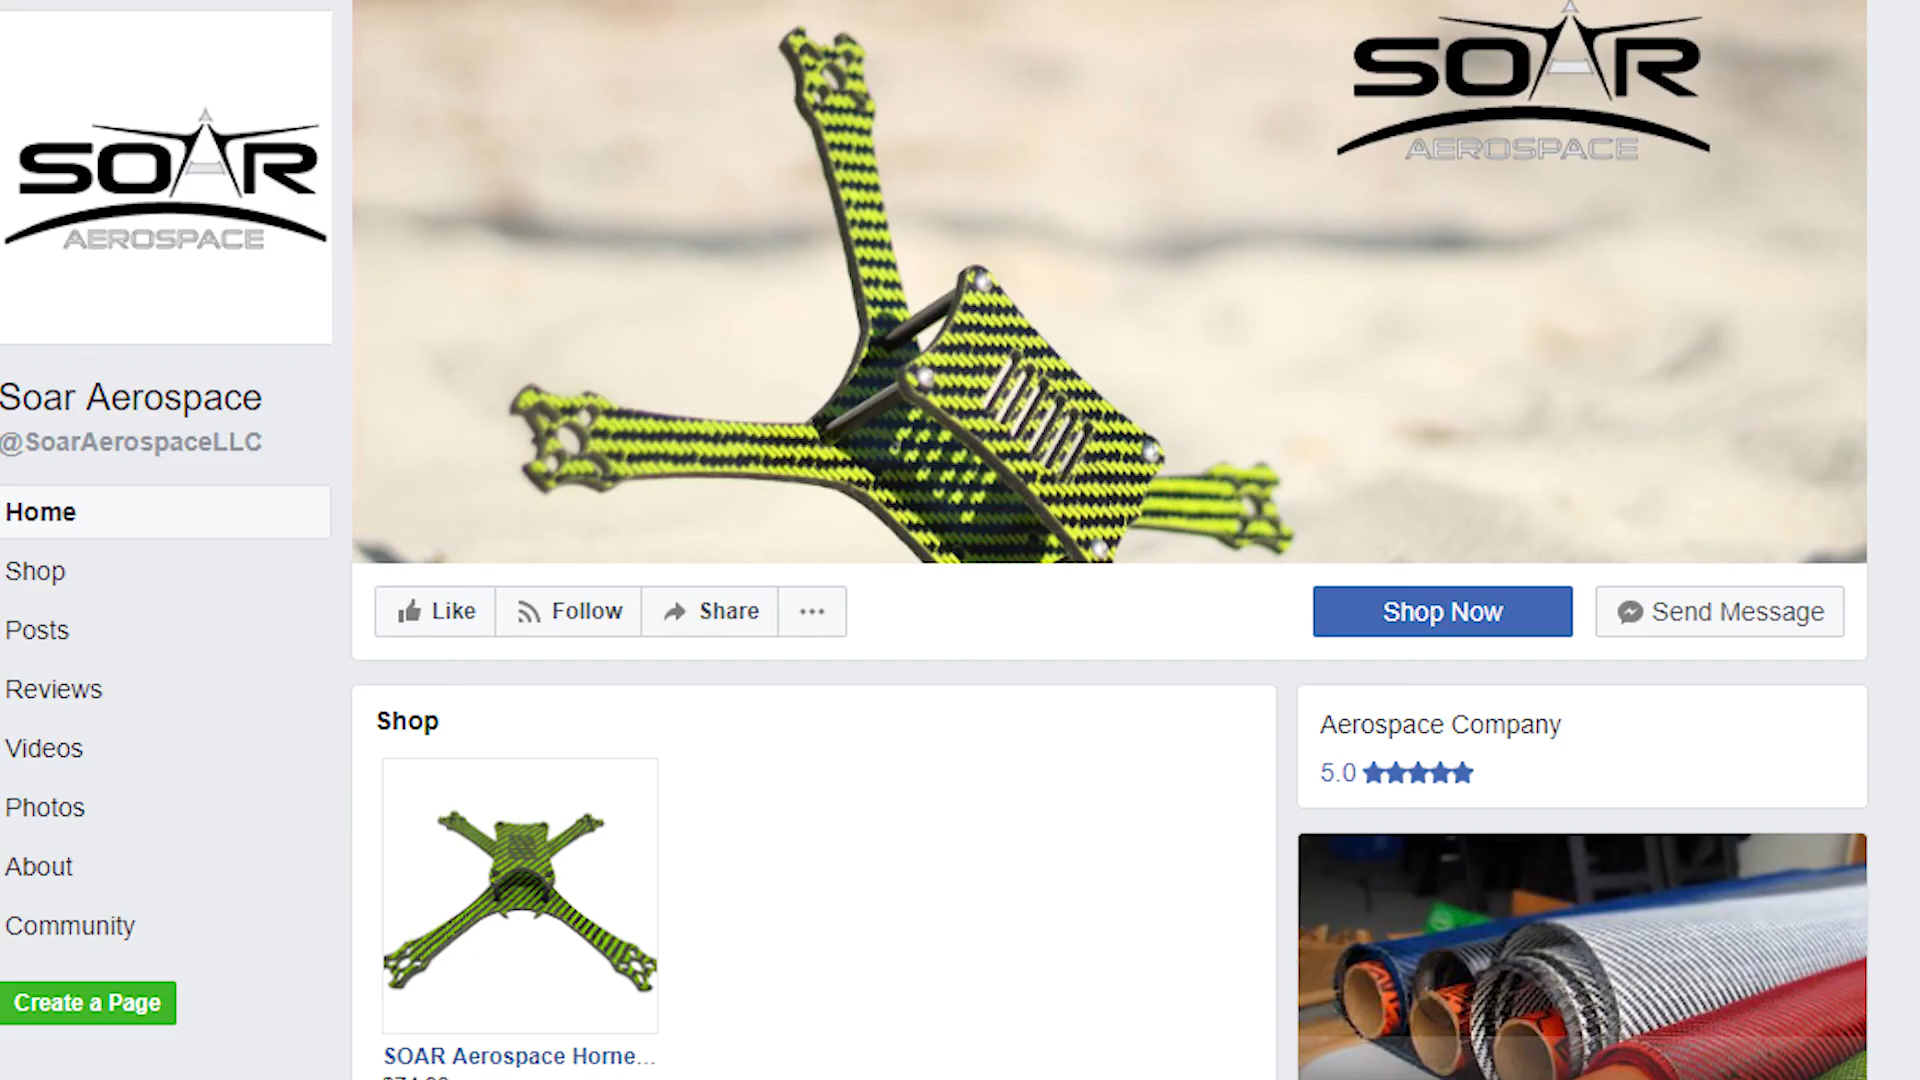 SOAR
AEROSPACE
Soar Aerospace
@SoarAerospaceLLC
Home
Shop
Posts
Reviews
Videos
Photos
About
Community
Create a Page
SOAR
AEROSPACE
Like
Follow
Share
Shop Now
Send Message
Shop
SOAR Aerospace Horne...
Aerospace Company
5.0